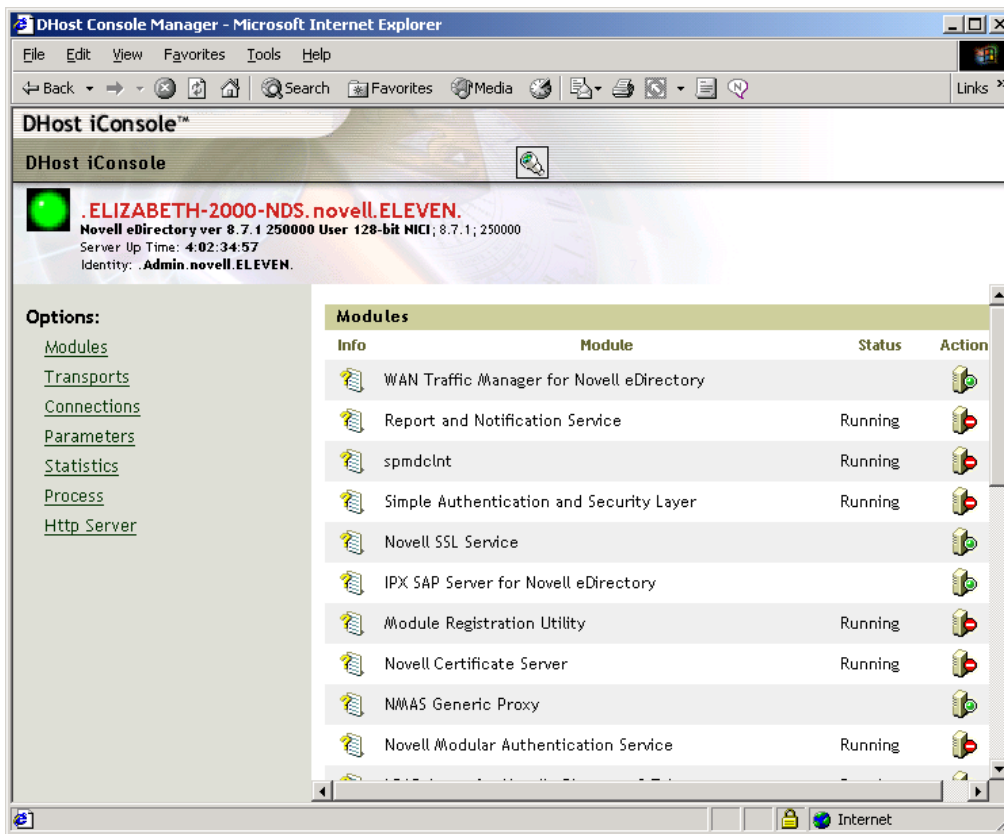 DHost Console Manager - Microsoft Internet Explorer
File Edit View Favorites Tools Help
Back Search Favorites Media Links
DHost iConsole™
DHost iConsole
.ELIZABETH-2000-NDS.novell.ELEVEN.
Novell eDirectory ver 8.7.1 250000 User 128-bit NICI; 8.7.1; 250000
Server Up Time: 4:02:34:57
Identity: .Admin.novell.ELEVEN.
Options:
Modules
Transports
Connections
Parameters
Statistics
Process
Http Server
Modules
Info Module Status Action
WAN Traffic Manager for Novell eDirectory
Report and Notification Service Running
spmdclnt Running
Simple Authentication and Security Layer Running
Novell SSL Service
IPX SAP Server for Novell eDirectory
Module Registration Utility Running
Novell Certificate Server Running
NMAS Generic Proxy
Novell Modular Authentication Service Running
Internet